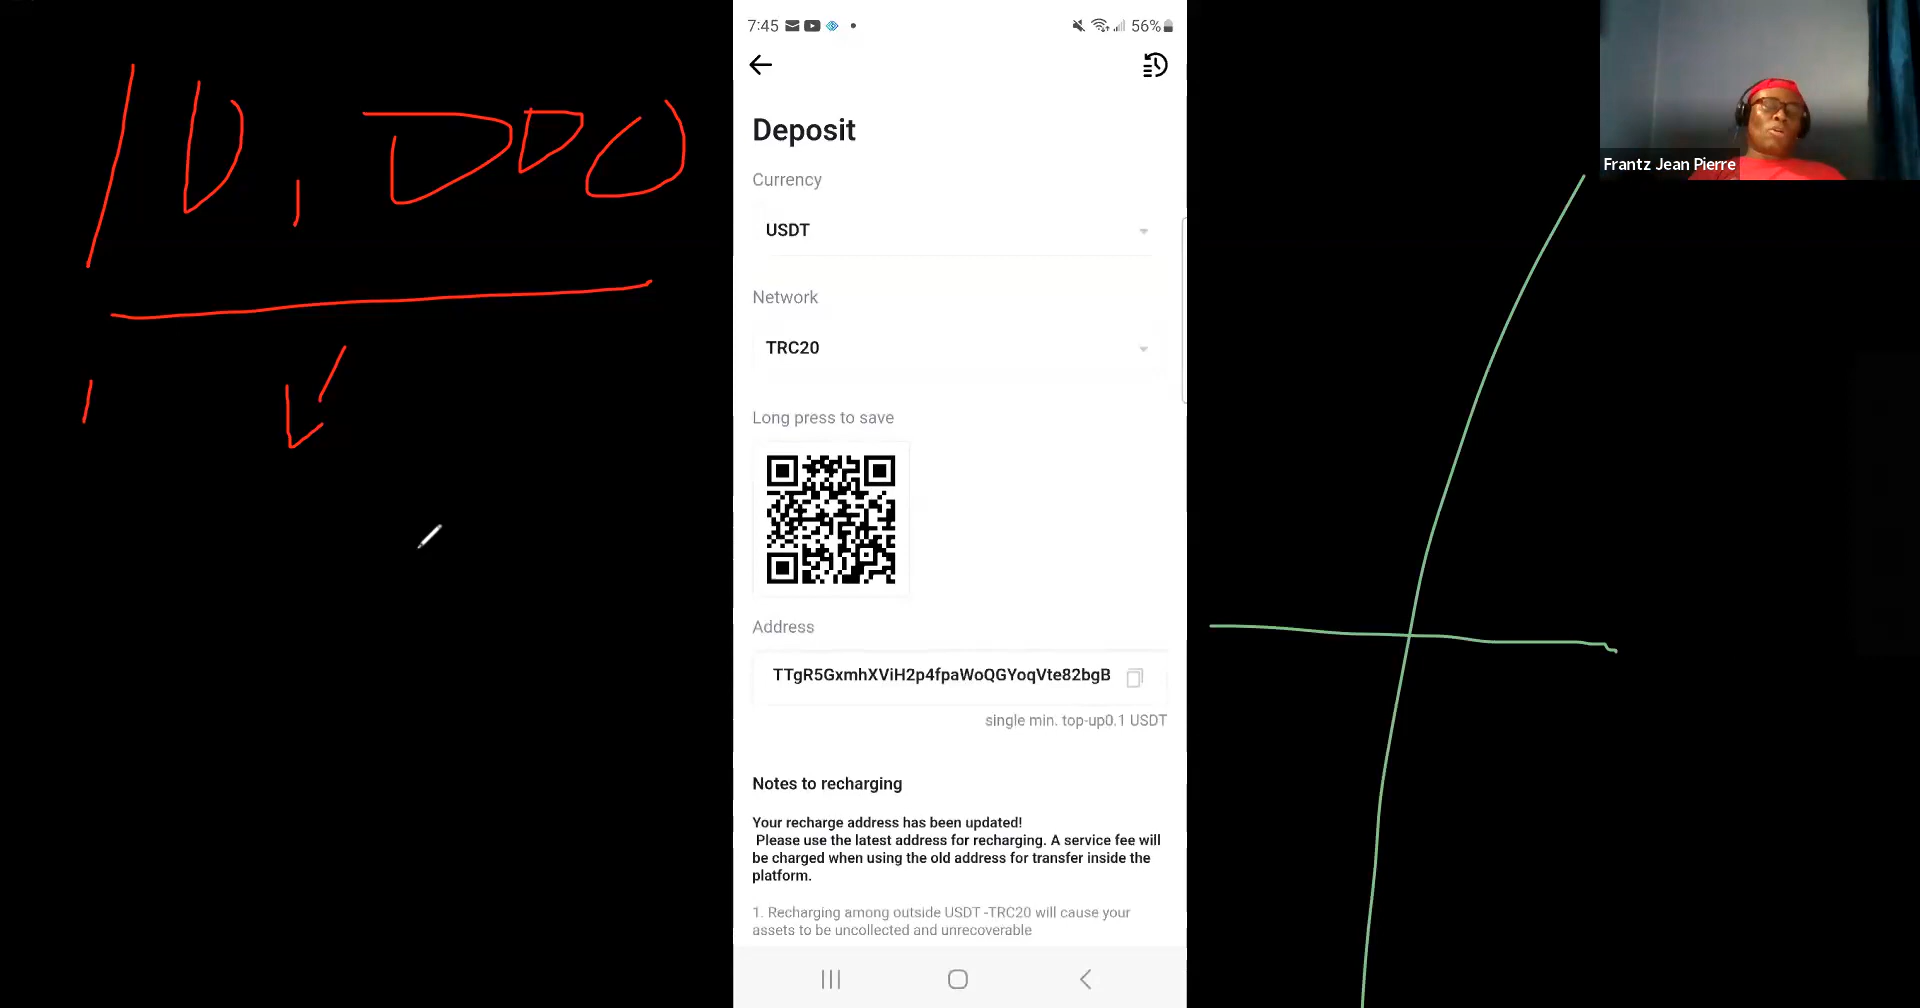 10,000
7:45
56%
Deposit
Currency
USDT
Network
TRC20
Long press to save
Address
TTgR5GxmhXViH2p4fpaWoQGYoqVte82bgB
single min. top-up0.1 USDT
Notes to recharging
Your recharge address has been updated!
Please use the latest address for recharging. A service fee will
be charged when using the old address for transfer inside the
platform.
1. Recharging among outside USDT -TRC20 will cause your
assets to be uncollected and unrecoverable
Frantz Jean Pierre